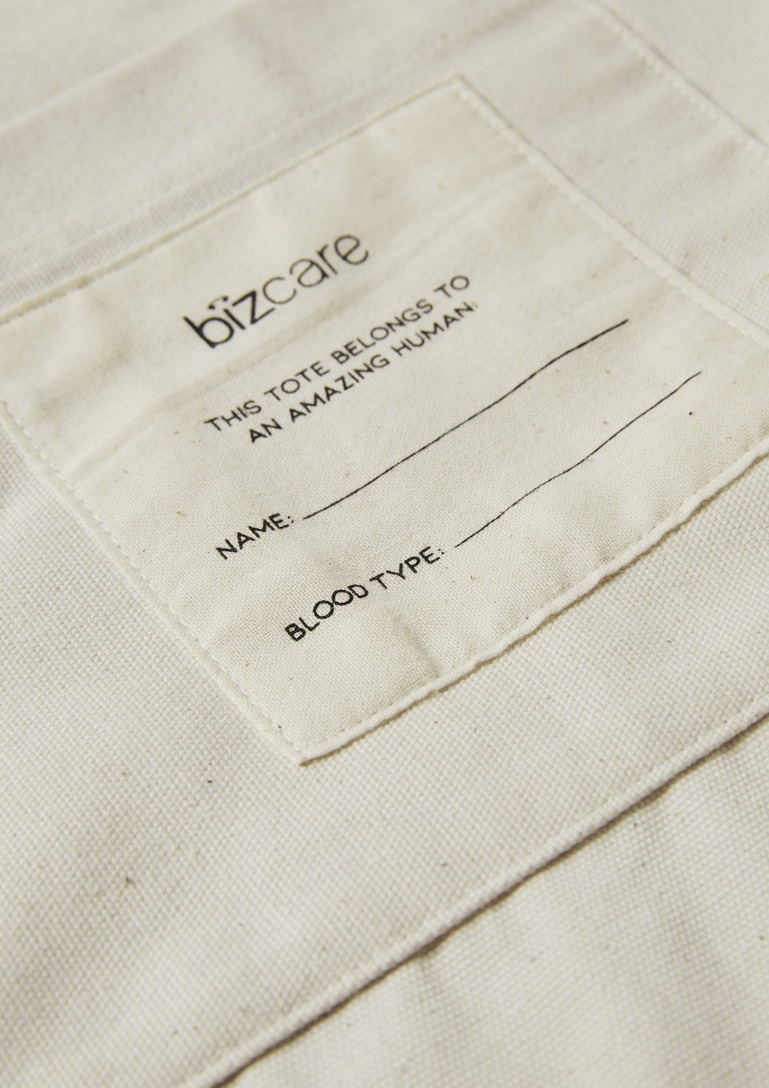 bizcare
THIS TOTE BELONGS TO
AN AMAZING HUMAN:
NAME:
BLOOD TYPE: